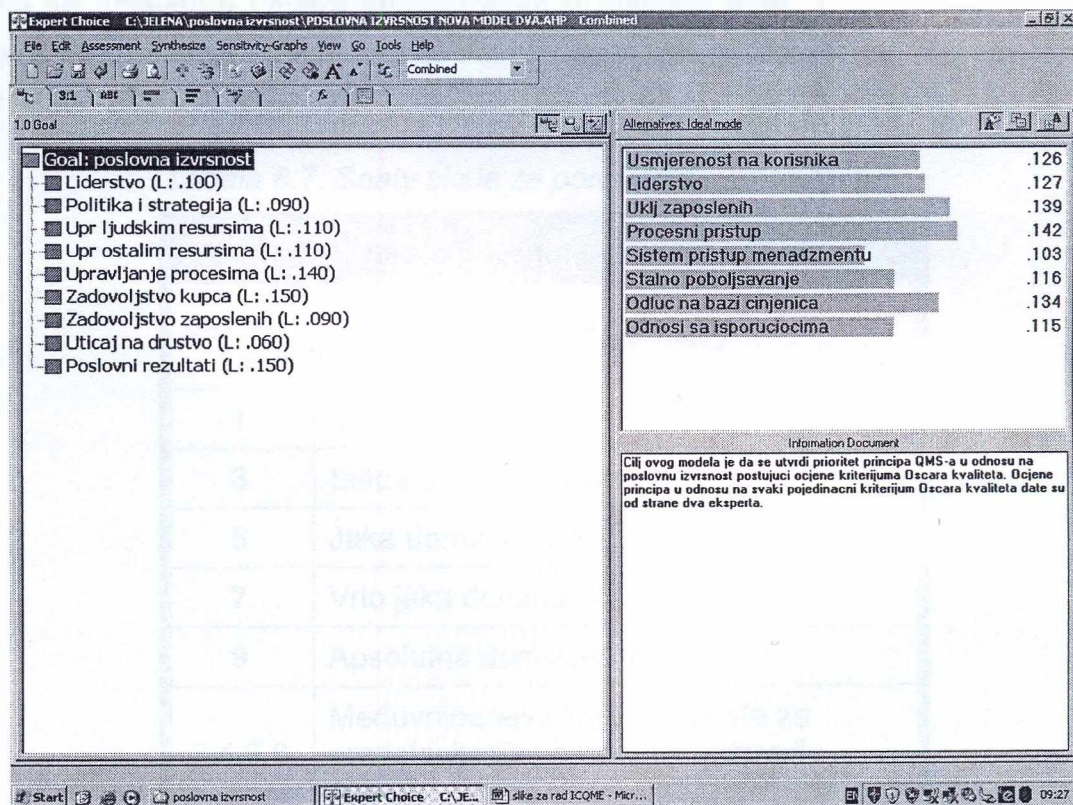 Expert Choice C:\JELENA\poslovna izvrsnost\POSLOVNA IZVRSNOST NOVA MODEL DVA.AHP Combined
File Edit Assessment Synthesize Sensitivity-Graphs View Go Tools Help
Combined
3:1 ABC
1.0 Goal
Goal: poslovna izvrsnost
Liderstvo (L: .100)
Politika i strategija (L: .090)
Upr ljudskim resursima (L: .110)
Upr ostalim resursima (L: .110)
Upravljanje procesima (L: .140)
Zadovoljstvo kupca (L: .150)
Zadovoljstvo zaposlenih (L: .090)
Uticaj na drustvo (L: .060)
Poslovni rezultati (L: .150)
Alternatives: Ideal mode
Usmjerenost na korisnika .126
Liderstvo .127
Uklj zaposlenih .139
Procesni pristup .142
Sistem pristup menadzmentu .103
Stalno poboljsavanje .116
Odluc na bazi cinjenica .134
Odnosi sa isporuciocima .115
Information Document
Cilj ovog modela je da se utvrdi prioritet principa QMS-a u odnosu na
poslovnu izvrsnost postujuci ocjene kriterijuma Oscara kvaliteta. Ocjene
principa u odnosu na svaki pojedinacni kriterijum Oscara kvaliteta date su
od strane dva eksperta.
Start poslovna izvrsnost Expert Choice C:\JE... slike za rad ICQME - Micr... 09:27